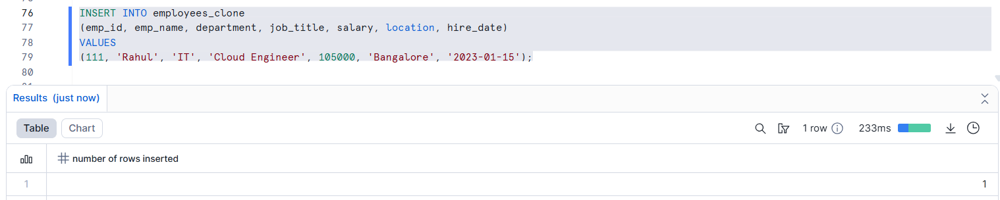 76 INSERT INTO employees_clone
77 (emp_id, emp_name, department, job_title, salary, location, hire_date)
78 VALUES
79 (111, 'Rahul', 'IT', 'Cloud Engineer', 105000, 'Bangalore', '2023-01-15');
80
Results (just now)
Table Chart 1 row 233ms
number of rows inserted
1 1